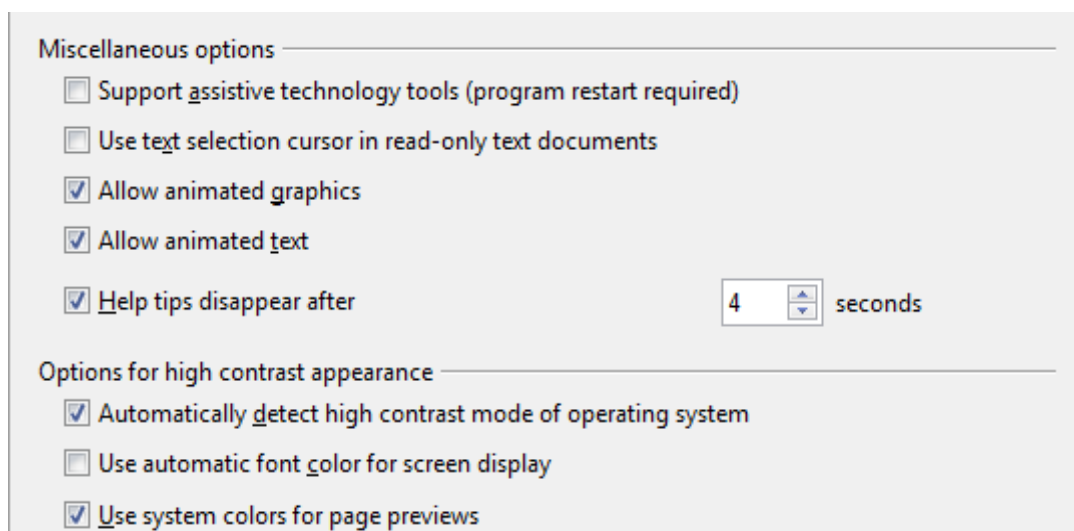 Miscellaneous options
Support assistive technology tools (program restart required)
Use text selection cursor in read-only text documents
Allow animated graphics
Allow animated text
Help tips disappear after 4 seconds
Options for high contrast appearance
Automatically detect high contrast mode of operating system
Use automatic font color for screen display
Use system colors for page previews